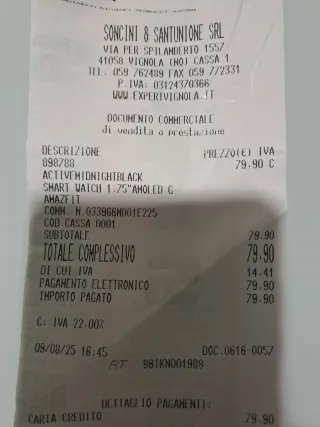 SONCINI & SANTUNIONE SRL
VIA PER SPILAMBERTO 1557
41058 VIGNOLA (MO) CASSA 1
TEL. 059 762489 FAX 059 772331
P.IVA: 03124370366
WWW.EXPERTVIGNOLA.IT
DOCUMENTO COMMERCIALE
di vendita o prestazione
DESCRIZIONE PREZZO(E) IVA
898788 79.90 C
ACTIVEMIDNIGHTBLACK
SMART WATCH 1.75"AMOLED G
AMAZFIT
COMM. N.033966M001E225
COD.CASSA 0001
SUBTOTALE 79.90
TOTALE COMPLESSIVO 79.90
DI CUI IVA 14.41
PAGAMENTO ELETTRONICO 79.90
IMPORTO PAGATO 79.90
C: IVA 22.00%
09/08/25 16:45 DOC.0616-0057
RT 98IKN001988
DETTAGLIO PAGAMENTI:
CARTA CREDITO 79.90